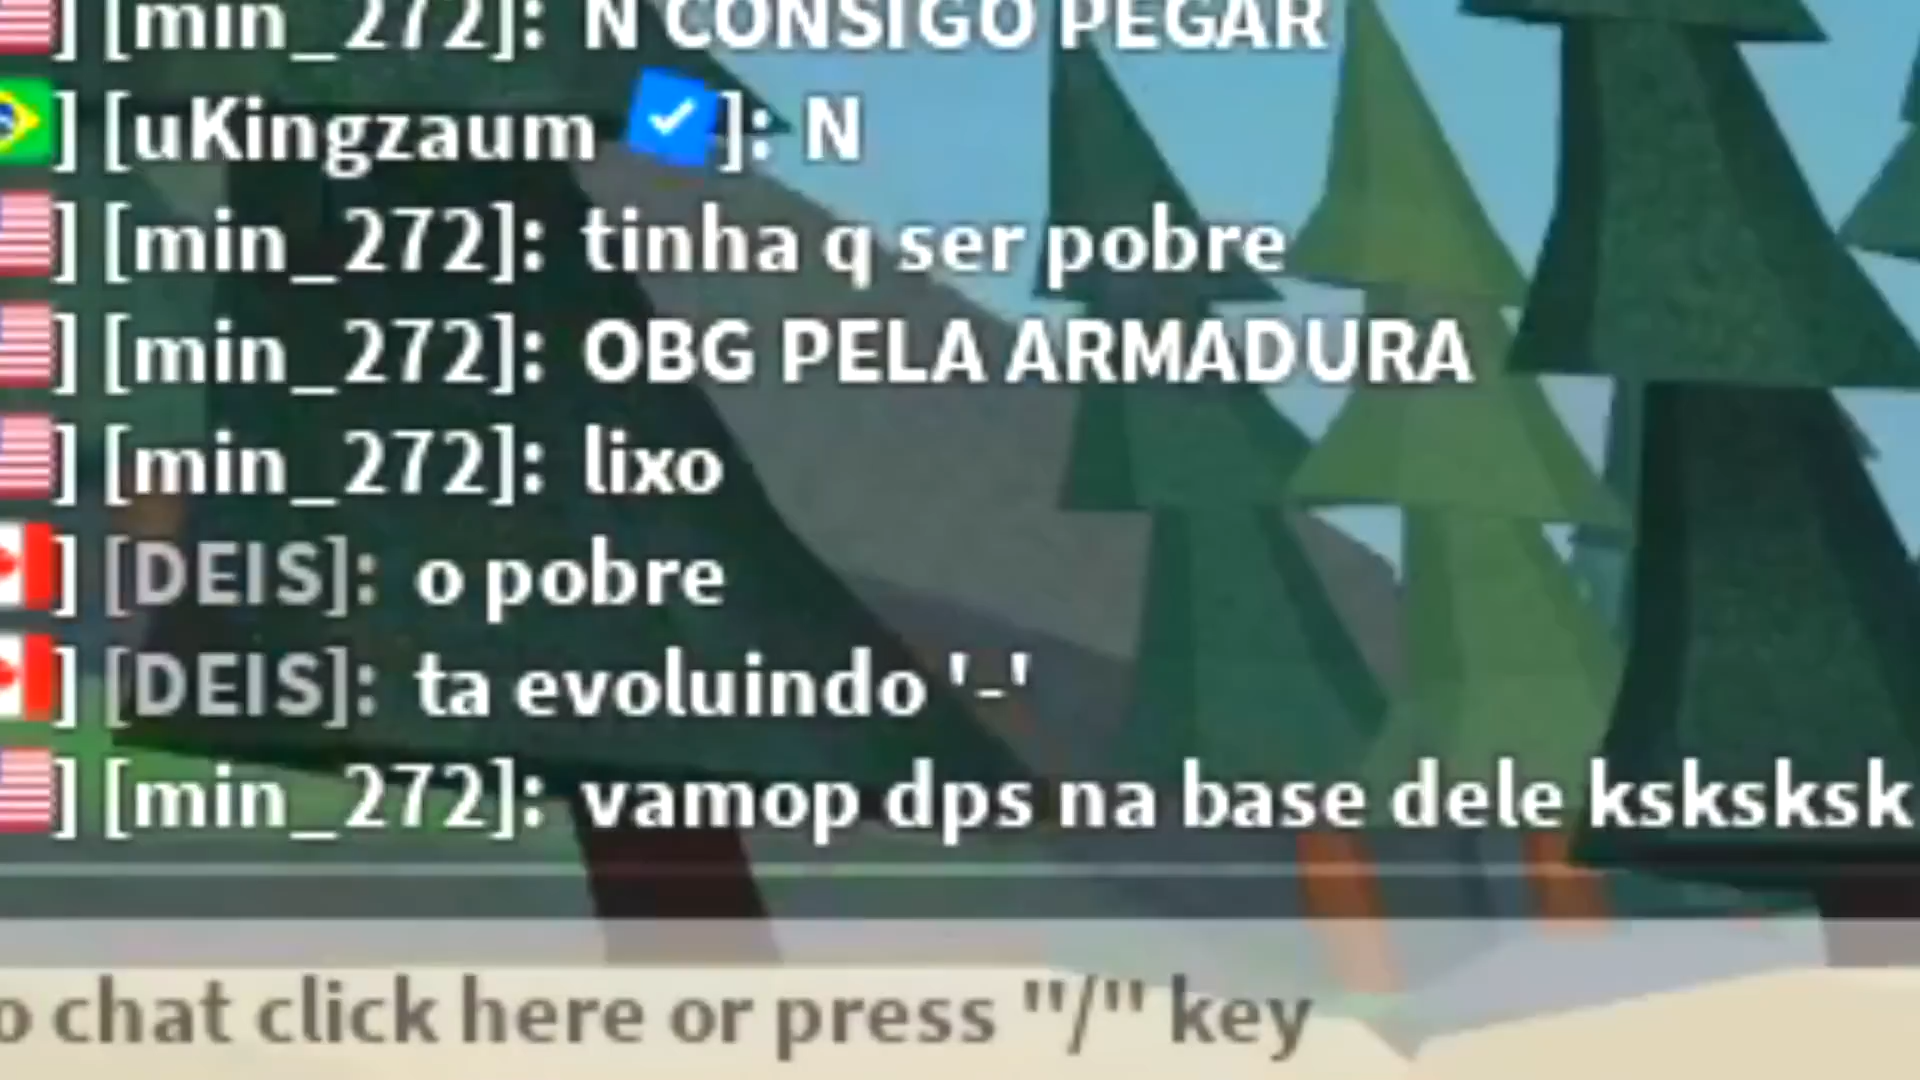 ] [min_272]: N CONSIGO PEGAR
] [uKingzaum ]: N
] [min_272]: tinha q ser pobre
] [min_272]: OBG PELA ARMADURA
] [min_272]: lixo
] [DEIS]: o pobre
] [DEIS]: ta evoluindo '-'
] [min_272]: vamop dps na base dele ksksksk
o chat click here or press "/" key